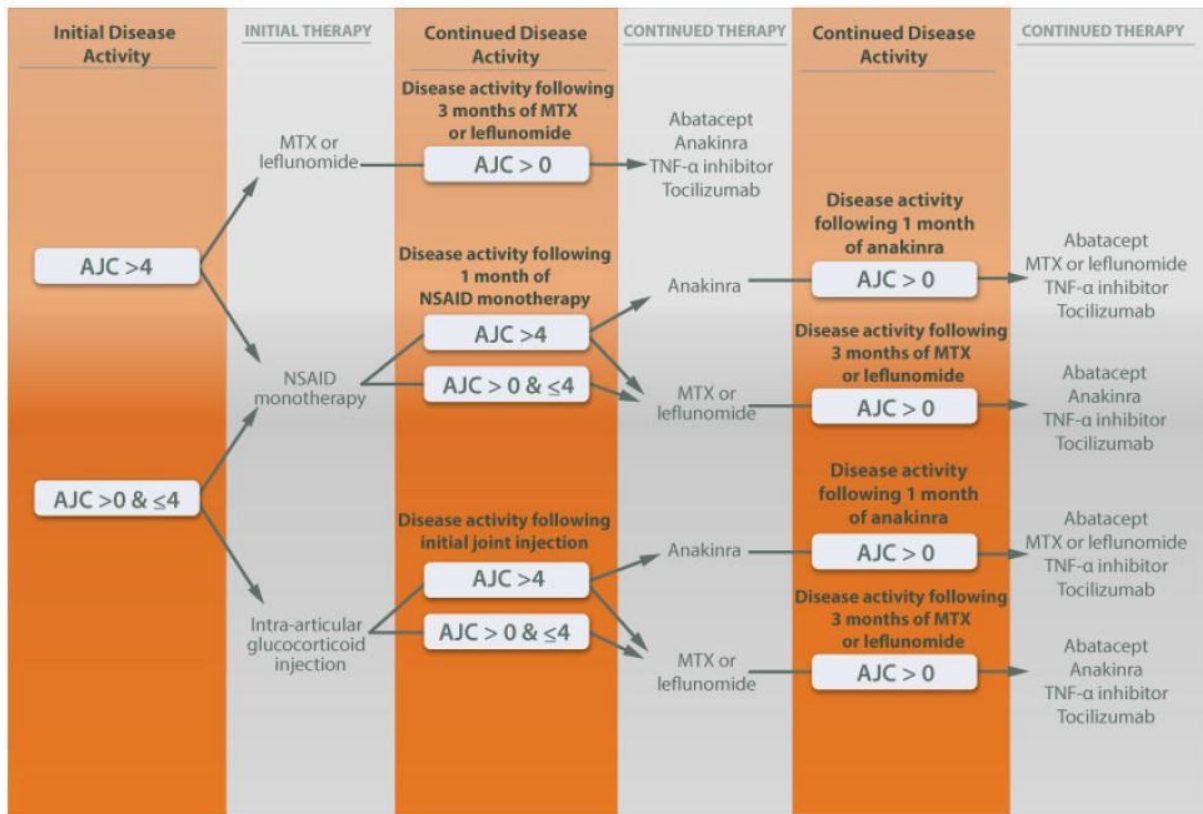 Initial Disease
Activity
INITIAL THERAPY
Continued Disease
Activity
CONTINUED THERAPY
Continued Disease
Activity
CONTINUED THERAPY
AJC >4
AJC >0 & ≤4
MTX or
leflunomide
NSAID
monotherapy
Intra-articular
glucocorticoid
injection
Disease activity following
3 months of MTX
or leflunomide
AJC > 0
Disease activity following
1 month of
NSAID monotherapy
AJC >4
AJC > 0 & ≤4
Disease activity following
initial joint injection
AJC >4
AJC > 0 & ≤4
Abatacept
Anakinra
TNF-α inhibitor
Tocilizumab
Anakinra
MTX or
leflunomide
Anakinra
MTX or
leflunomide
Disease activity
following 1 month
of anakinra
AJC > 0
Disease activity following
3 months of MTX
or leflunomide
AJC > 0
Disease activity
following 1 month
of anakinra
AJC > 0
Disease activity following
3 months of MTX
or leflunomide
AJC > 0
Abatacept
MTX or leflunomide
TNF-α inhibitor
Tocilizumab
Abatacept
Anakinra
TNF-α inhibitor
Tocilizumab
Abatacept
MTX or leflunomide
TNF-α inhibitor
Tocilizumab
Abatacept
Anakinra
TNF-α inhibitor
Tocilizumab